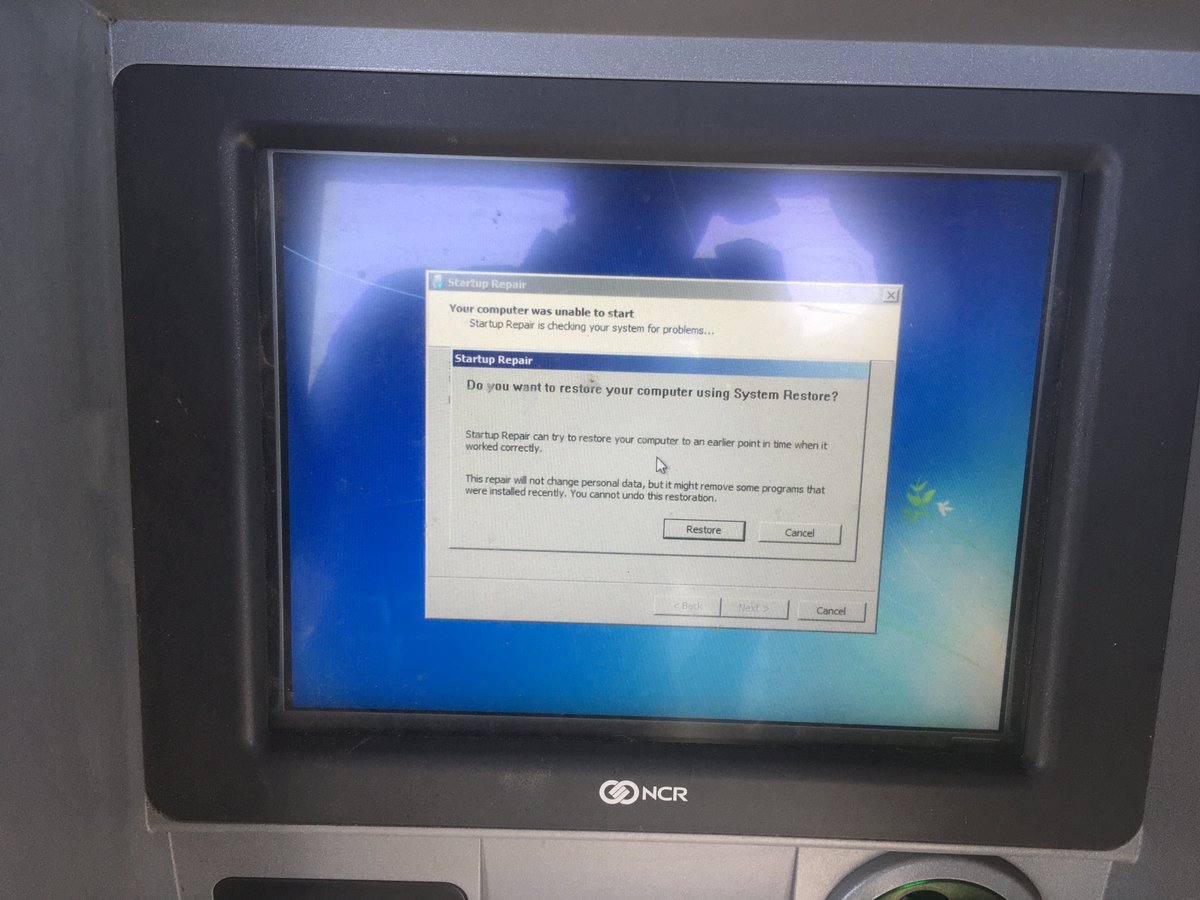 Startup Repair
Your computer was unable to start
Startup Repair is checking your system for problems...
Startup Repair
Do you want to restore your computer using System Restore?
Startup Repair can try to restore your computer to an earlier point in time when it
worked correctly.
This repair will not change personal data, but it might remove some programs that
were installed recently. You cannot undo this restoration.
Restore
Cancel
< Back
Next >
Cancel
NCR